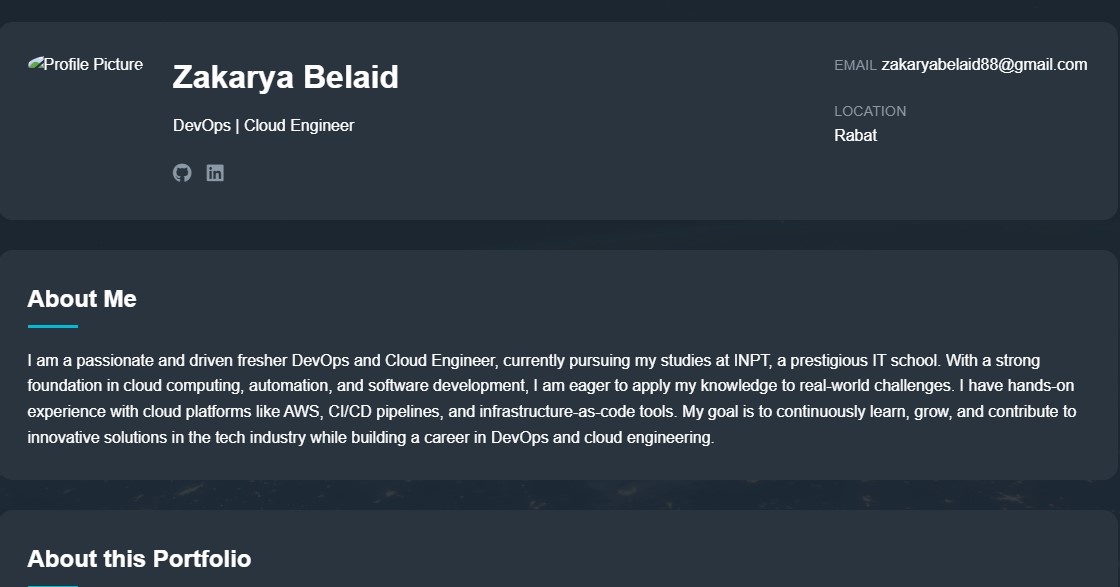 Profile Picture
Zakarya Belaid
DevOps | Cloud Engineer
EMAIL zakaryabelaid88@gmail.com
LOCATION
Rabat
About Me
I am a passionate and driven fresher DevOps and Cloud Engineer, currently pursuing my studies at INPT, a prestigious IT school. With a strong
foundation in cloud computing, automation, and software development, I am eager to apply my knowledge to real-world challenges. I have hands-on
experience with cloud platforms like AWS, CI/CD pipelines, and infrastructure-as-code tools. My goal is to continuously learn, grow, and contribute to
innovative solutions in the tech industry while building a career in DevOps and cloud engineering.
About this Portfolio